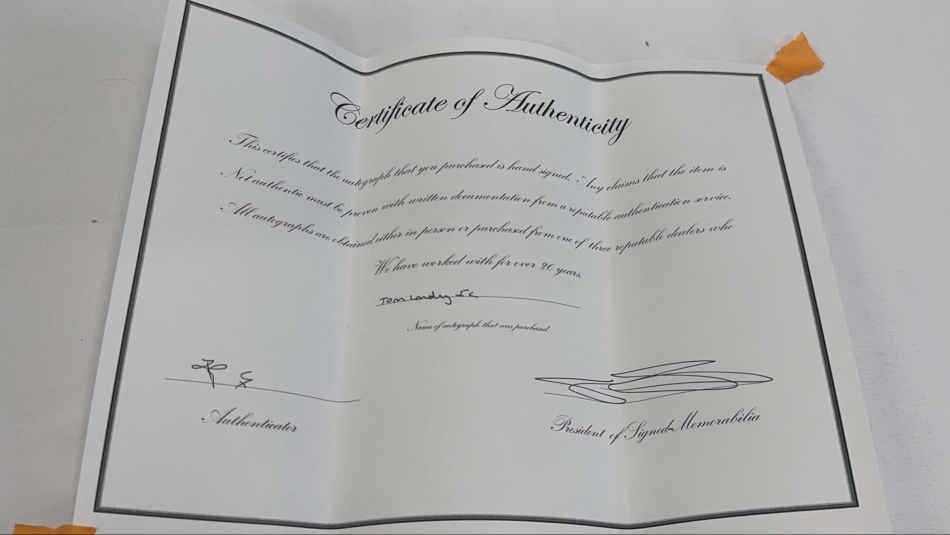 Certificate of Authenticity
This certifies that the autograph that you purchased is hand signed. Any claims that the item is
Not authentic must be proven with written documentation from a reputable authentication service.
All autographs are obtained either in person or purchased from one of three reputable dealers who
We have worked with for over 20 years.
Tom Landry
Name of autograph that was purchased
Authenticator
President of Signed Memorabilia